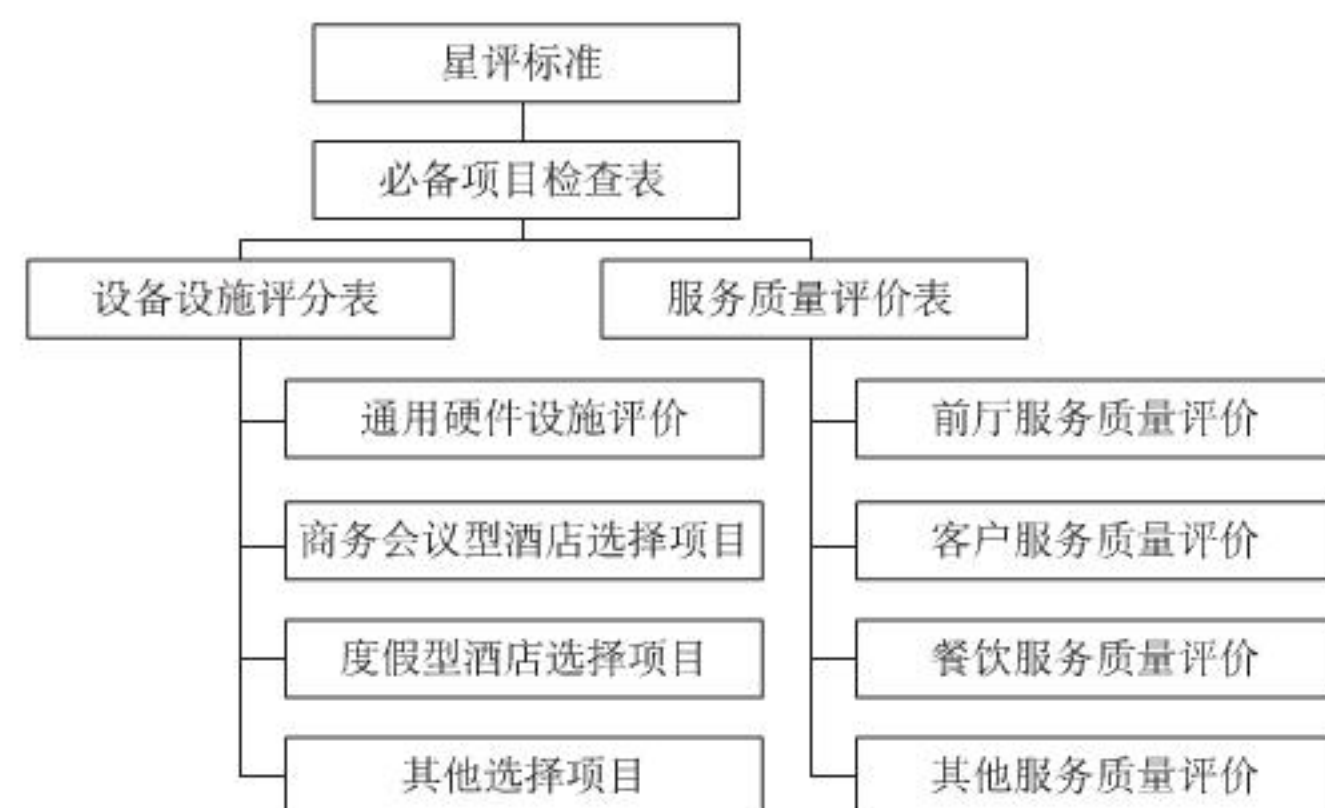 星评标准
必备项目检查表
设备设施评分表
服务质量评价表
通用硬件设施评价
前厅服务质量评价
商务会议型酒店选择项目
客户服务质量评价
度假型酒店选择项目
餐饮服务质量评价
其他选择项目
其他服务质量评价